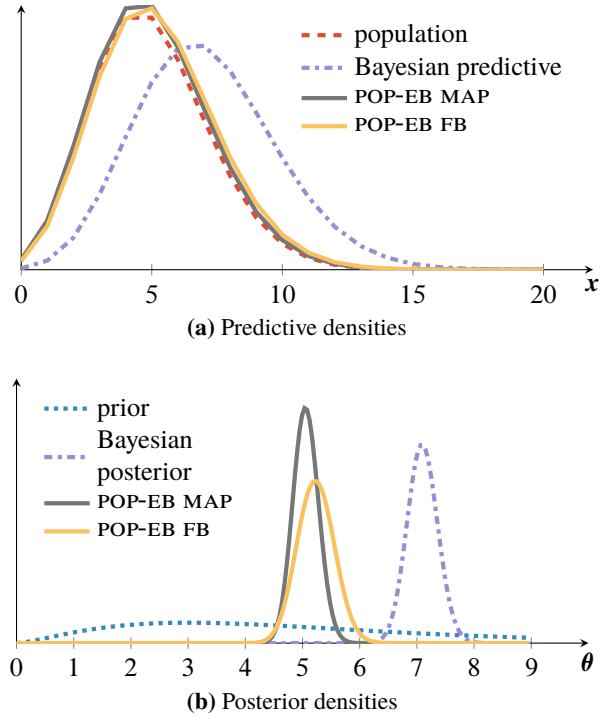 population
Bayesian predictive
POP-EB MAP
POP-EB FB
0 5 10 15 20 x
(a) Predictive densities
prior
Bayesian
posterior
POP-EB MAP
POP-EB FB
0 1 2 3 4 5 6 7 8 9 θ
(b) Posterior densities